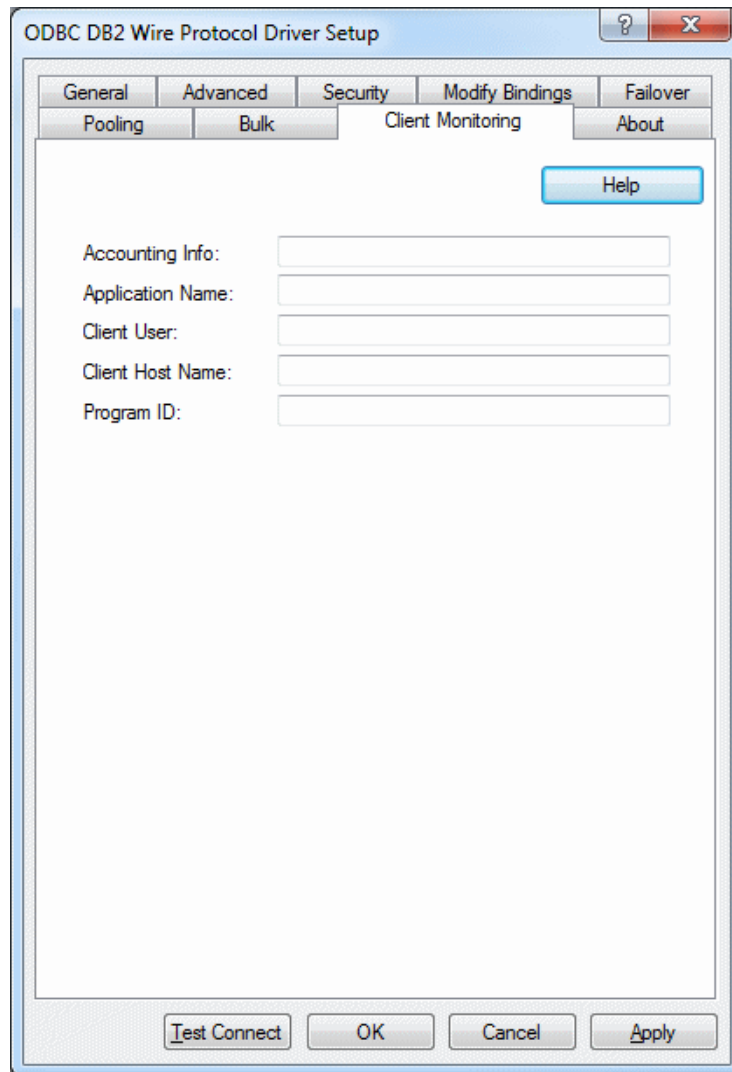 ODBC DB2 Wire Protocol Driver Setup
?
X
General Advanced Security Modify Bindings Failover
Pooling Bulk Client Monitoring About
Help
Accounting Info:
Application Name:
Client User:
Client Host Name:
Program ID:
Test Connect OK Cancel Apply